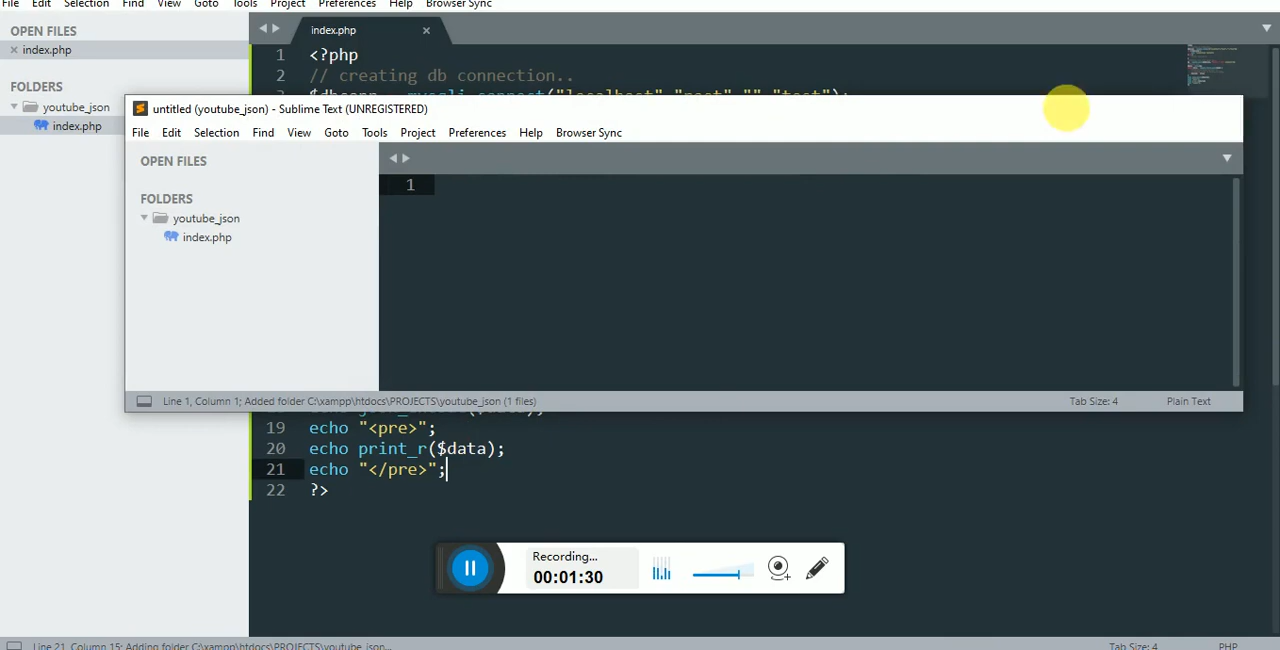 File Edit Selection Find View Goto Tools Project Preferences Help Browser Sync
OPEN FILES
index.php
FOLDERS
youtube_json
index.php
index.php
1 <?php
2 // creating db connection..
untitled (youtube_json) - Sublime Text (UNREGISTERED)
File Edit Selection Find View Goto Tools Project Preferences Help Browser Sync
OPEN FILES
FOLDERS
youtube_json
index.php
1
Line 1, Column 1; Added folder C:\xampp\htdocs\PROJECTS\youtube_json (1 files)
Tab Size: 4
Plain Text
19 echo "<pre>";
20 echo print_r($data);
21 echo "</pre>";
22 ?>
Recording...
00:01:30
Line 21, Column 15; Adding folder C:\xampp\htdocs\PROJECTS\youtube_json...
Tab Size: 4
PHP